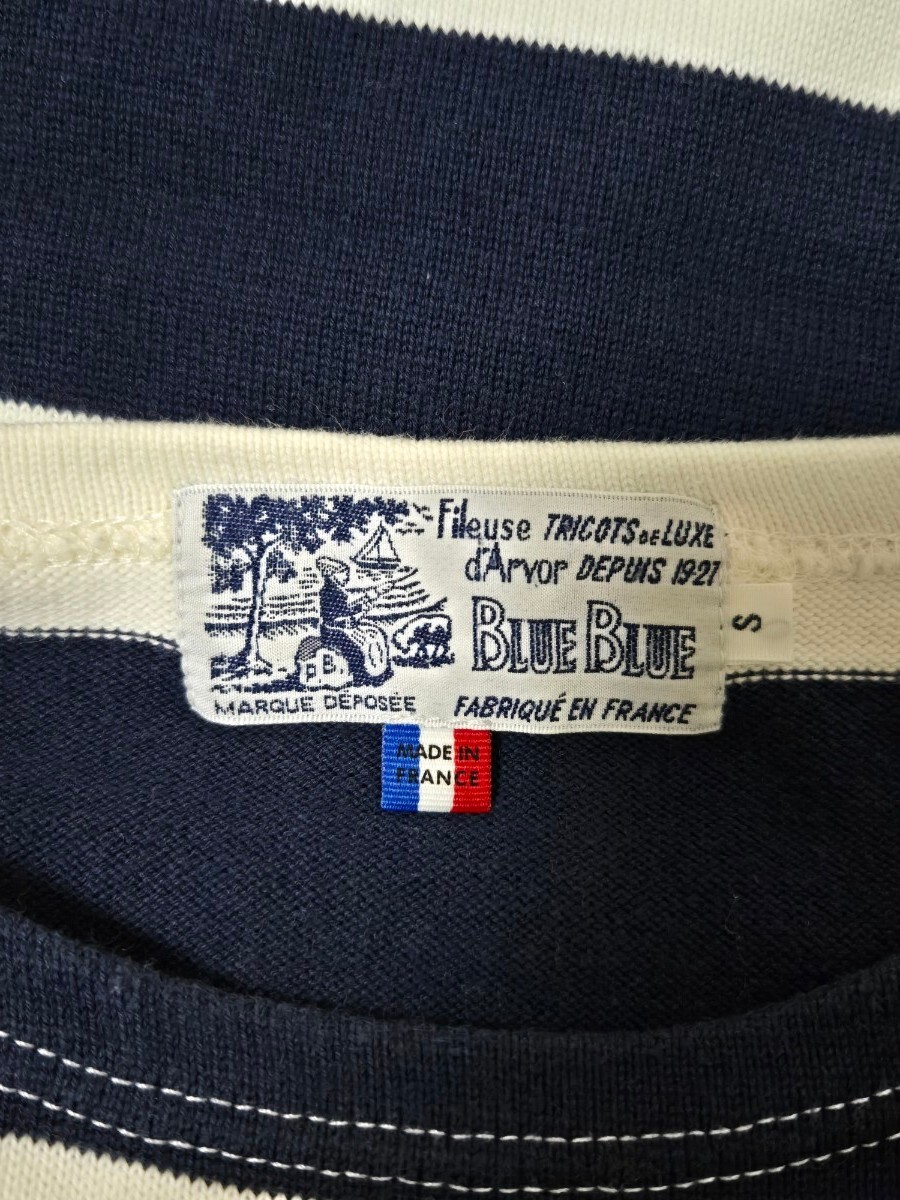 Fileuse TRICOTS DE LUXE
d'Arvor DEPUIS 1927
BLUE BLUE
P.B.
MARQUE DÉPOSÉE FABRIQUÉ EN FRANCE
S
MADE IN
FRANCE